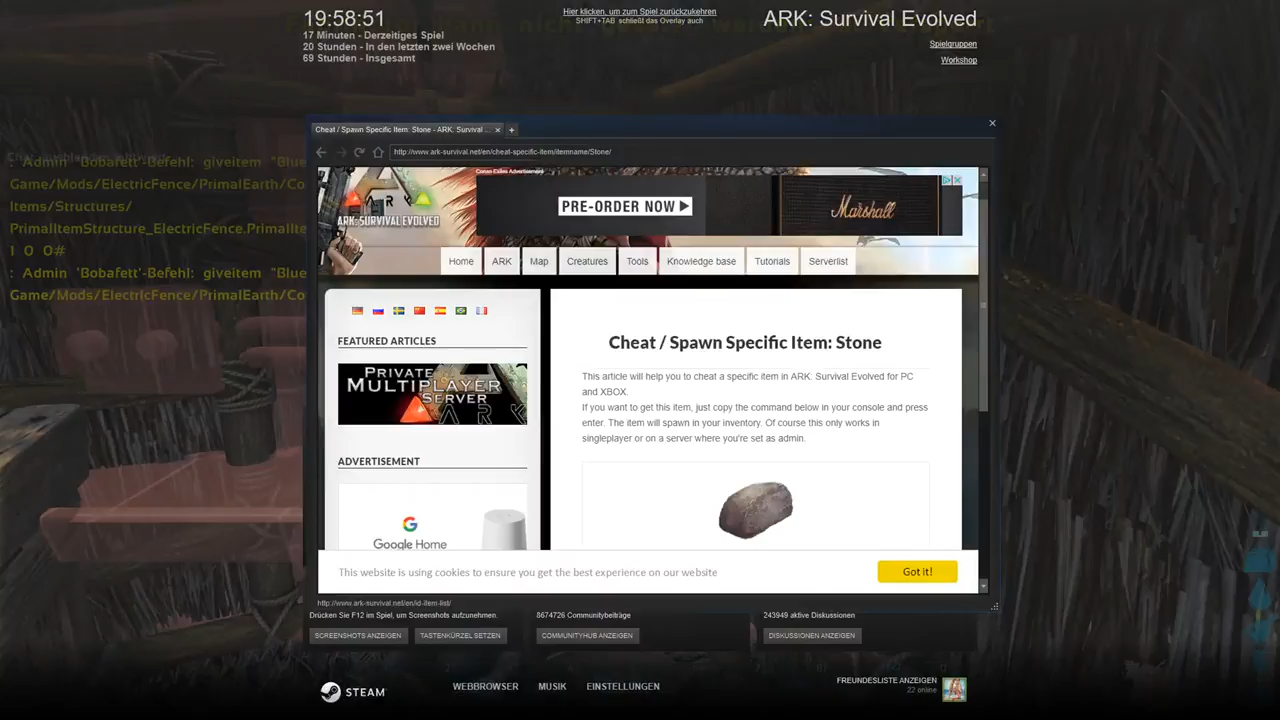 19:58:51
17 Minuten - Derzeitiges Spiel
20 Stunden - In den letzten zwei Wochen
69 Stunden - Insgesamt
Hier klicken, um zum Spiel zurückzukehren
SHIFT+TAB schließt das Overlay auch
ARK: Survival Evolved
Spielgruppen
Workshop
Cheat / Spawn Specific Item: Stone - ARK: Survival ...
http://www.ark-survival.net/en/cheat-specific-item/itemname/Stone/
: Admin 'Bobafett'-Befehl: giveitem "Blue
Game/Mods/ElectricFence/PrimalEarth/Co
Items/Structures/
PrimalItemStructure_ElectricFence.PrimalIte
1 0 0#
: Admin 'Bobafett'-Befehl: giveitem "Blue
Game/Mods/ElectricFence/PrimalEarth/Co
Conan Exiles Advertisement
ARK
ARK: SURVIVAL EVOLVED
PRE-ORDER NOW
Marshall
Home
ARK
Map
Creatures
Tools
Knowledge base
Tutorials
Serverlist
FEATURED ARTICLES
PRIVATE
MULTIPLAYER
SERVER
ARK
ADVERTISEMENT
Google Home
Cheat / Spawn Specific Item: Stone
This article will help you to cheat a specific item in ARK: Survival Evolved for PC
and XBOX.
If you want to get this item, just copy the command below in your console and press
enter. The item will spawn in your inventory. Of course this only works in
singleplayer or on a server where you're set as admin.
This website is using cookies to ensure you get the best experience on our website
Got it!
http://www.ark-survival.net/en/id-item-list/
Drücken Sie F12 im Spiel, um Screenshots aufzunehmen.
8674726 Communitybeiträge
243949 aktive Diskussionen
SCREENSHOTS ANZEIGEN
TASTENKÜRZEL SETZEN
COMMUNITYHUB ANZEIGEN
DISKUSSIONEN ANZEIGEN
STEAM
WEBBROWSER
MUSIK
EINSTELLUNGEN
FREUNDESLISTE ANZEIGEN
22 online